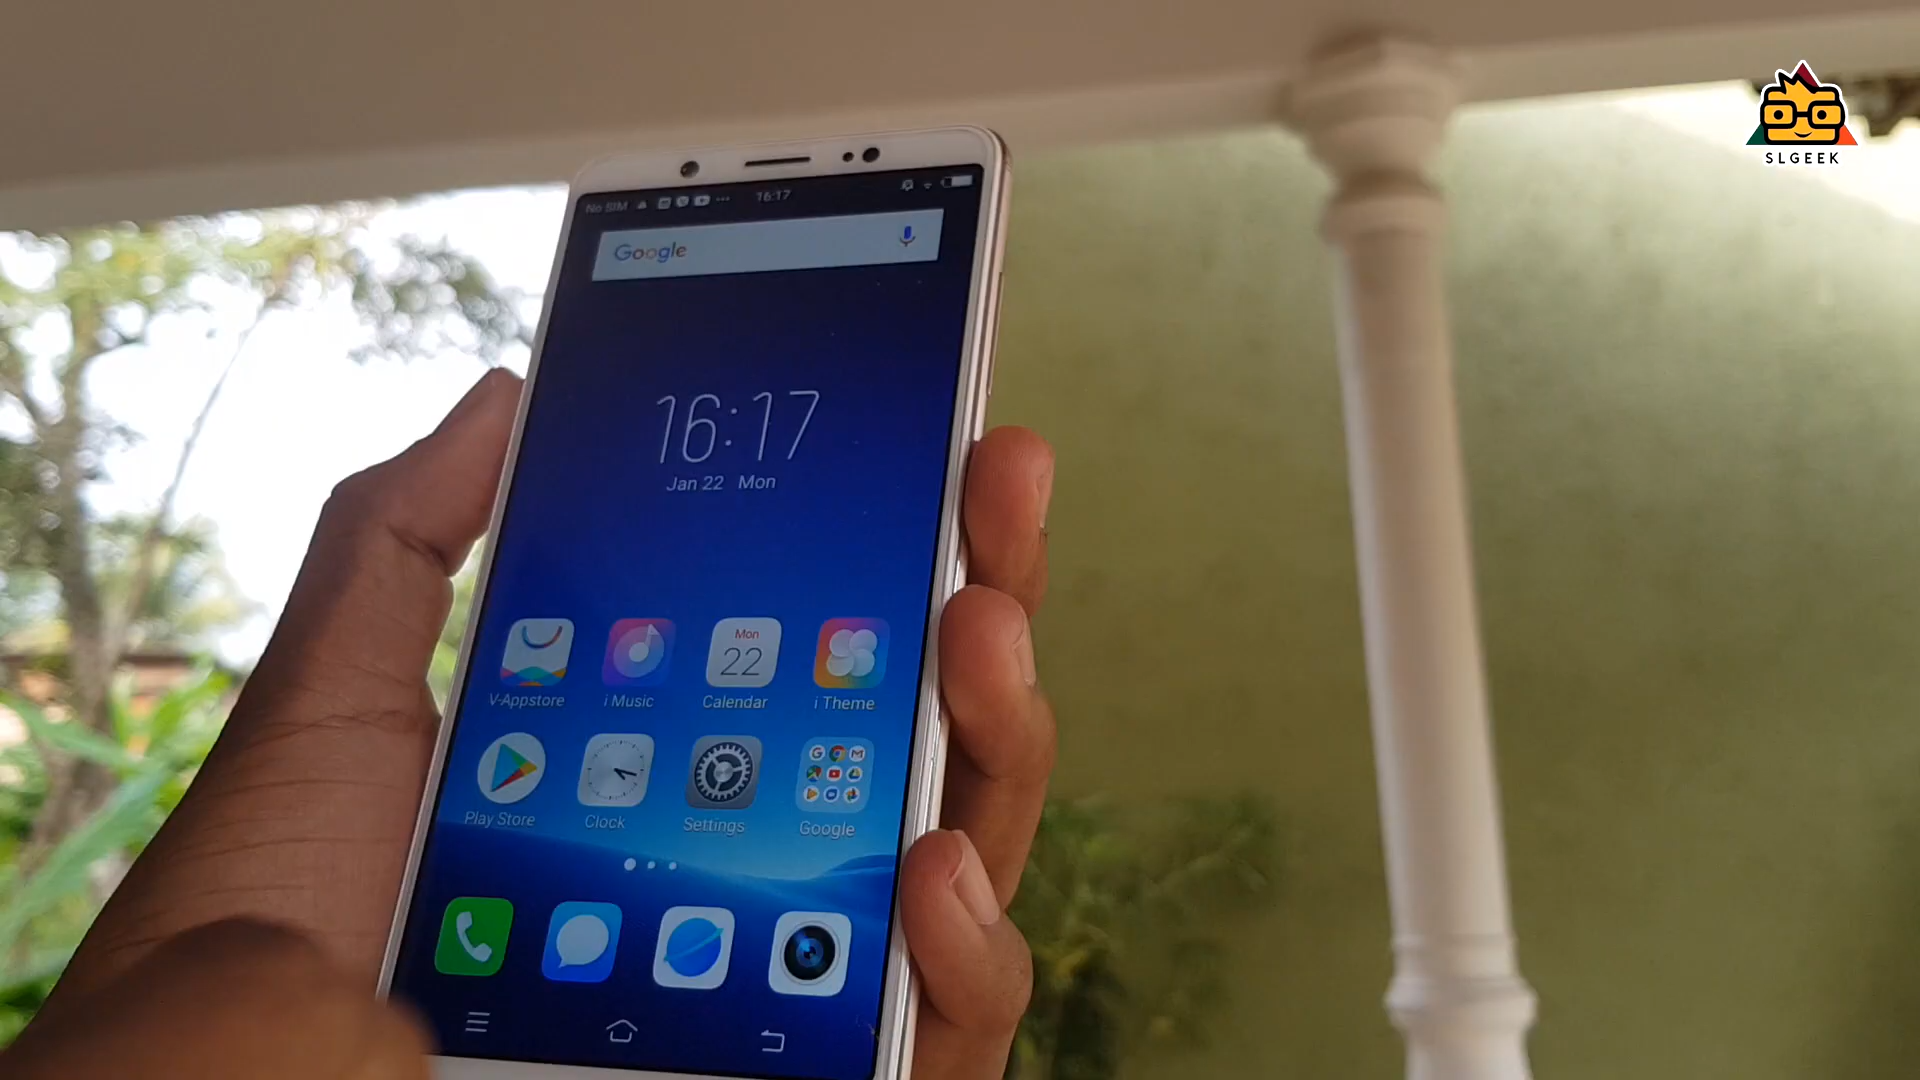 SLGEEK
No SIM
16:17
Google
16:17
Jan 22 Mon
Mon
22
V-Appstore
i Music
Calendar
i Theme
Play Store
Clock
Settings
Google